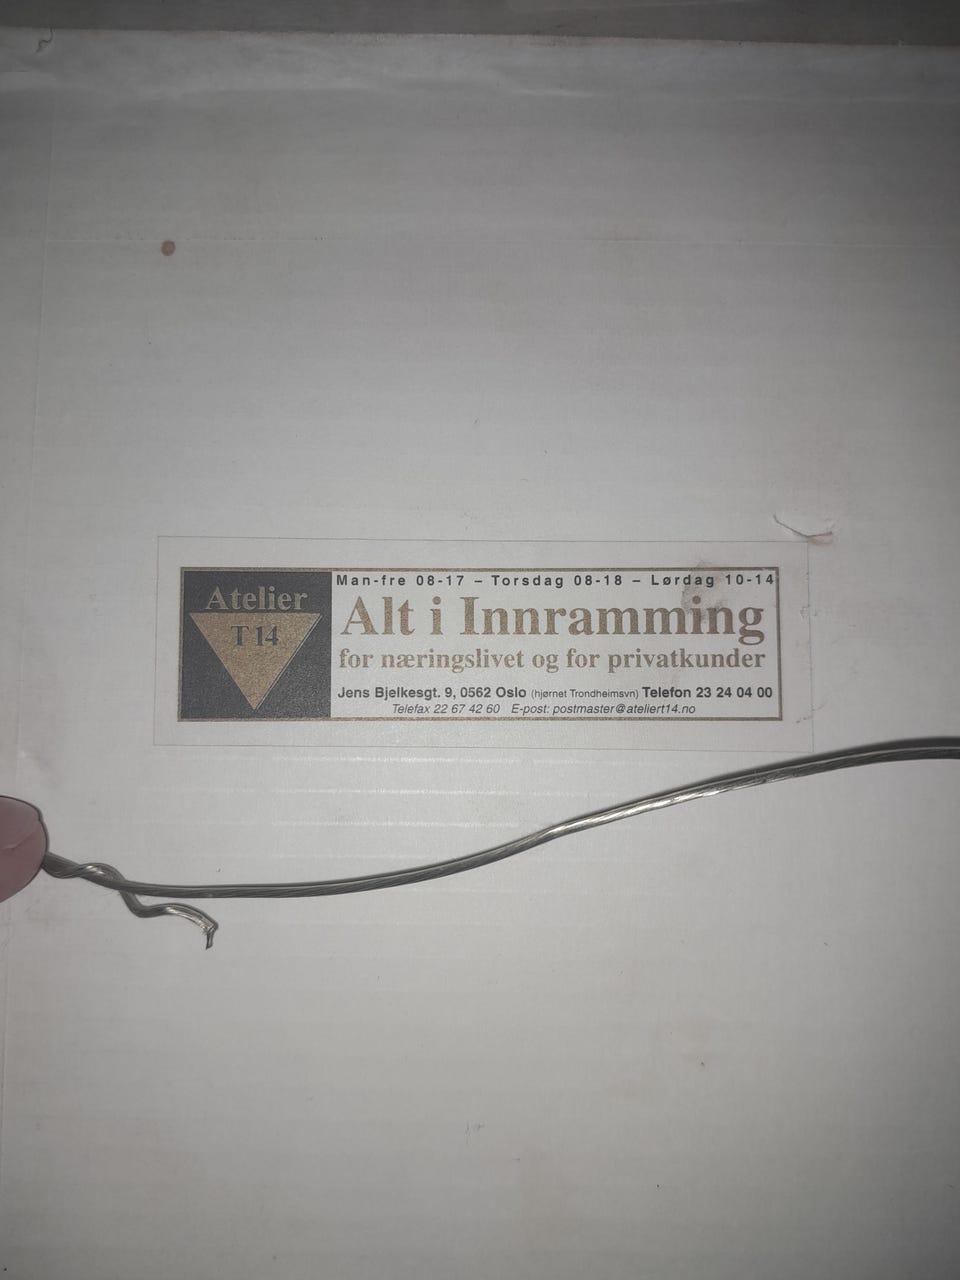 Atelier
T 14
Man-fre 08-17 – Torsdag 08-18 – Lørdag 10-14
Alt i Innramming
for næringslivet og for privatkunder
Jens Bjelkesgt. 9, 0562 Oslo (hjørnet Trondheimsvn) Telefon 23 24 04 00
Telefax 22 67 42 60 E-post: postmaster@ateliert14.no